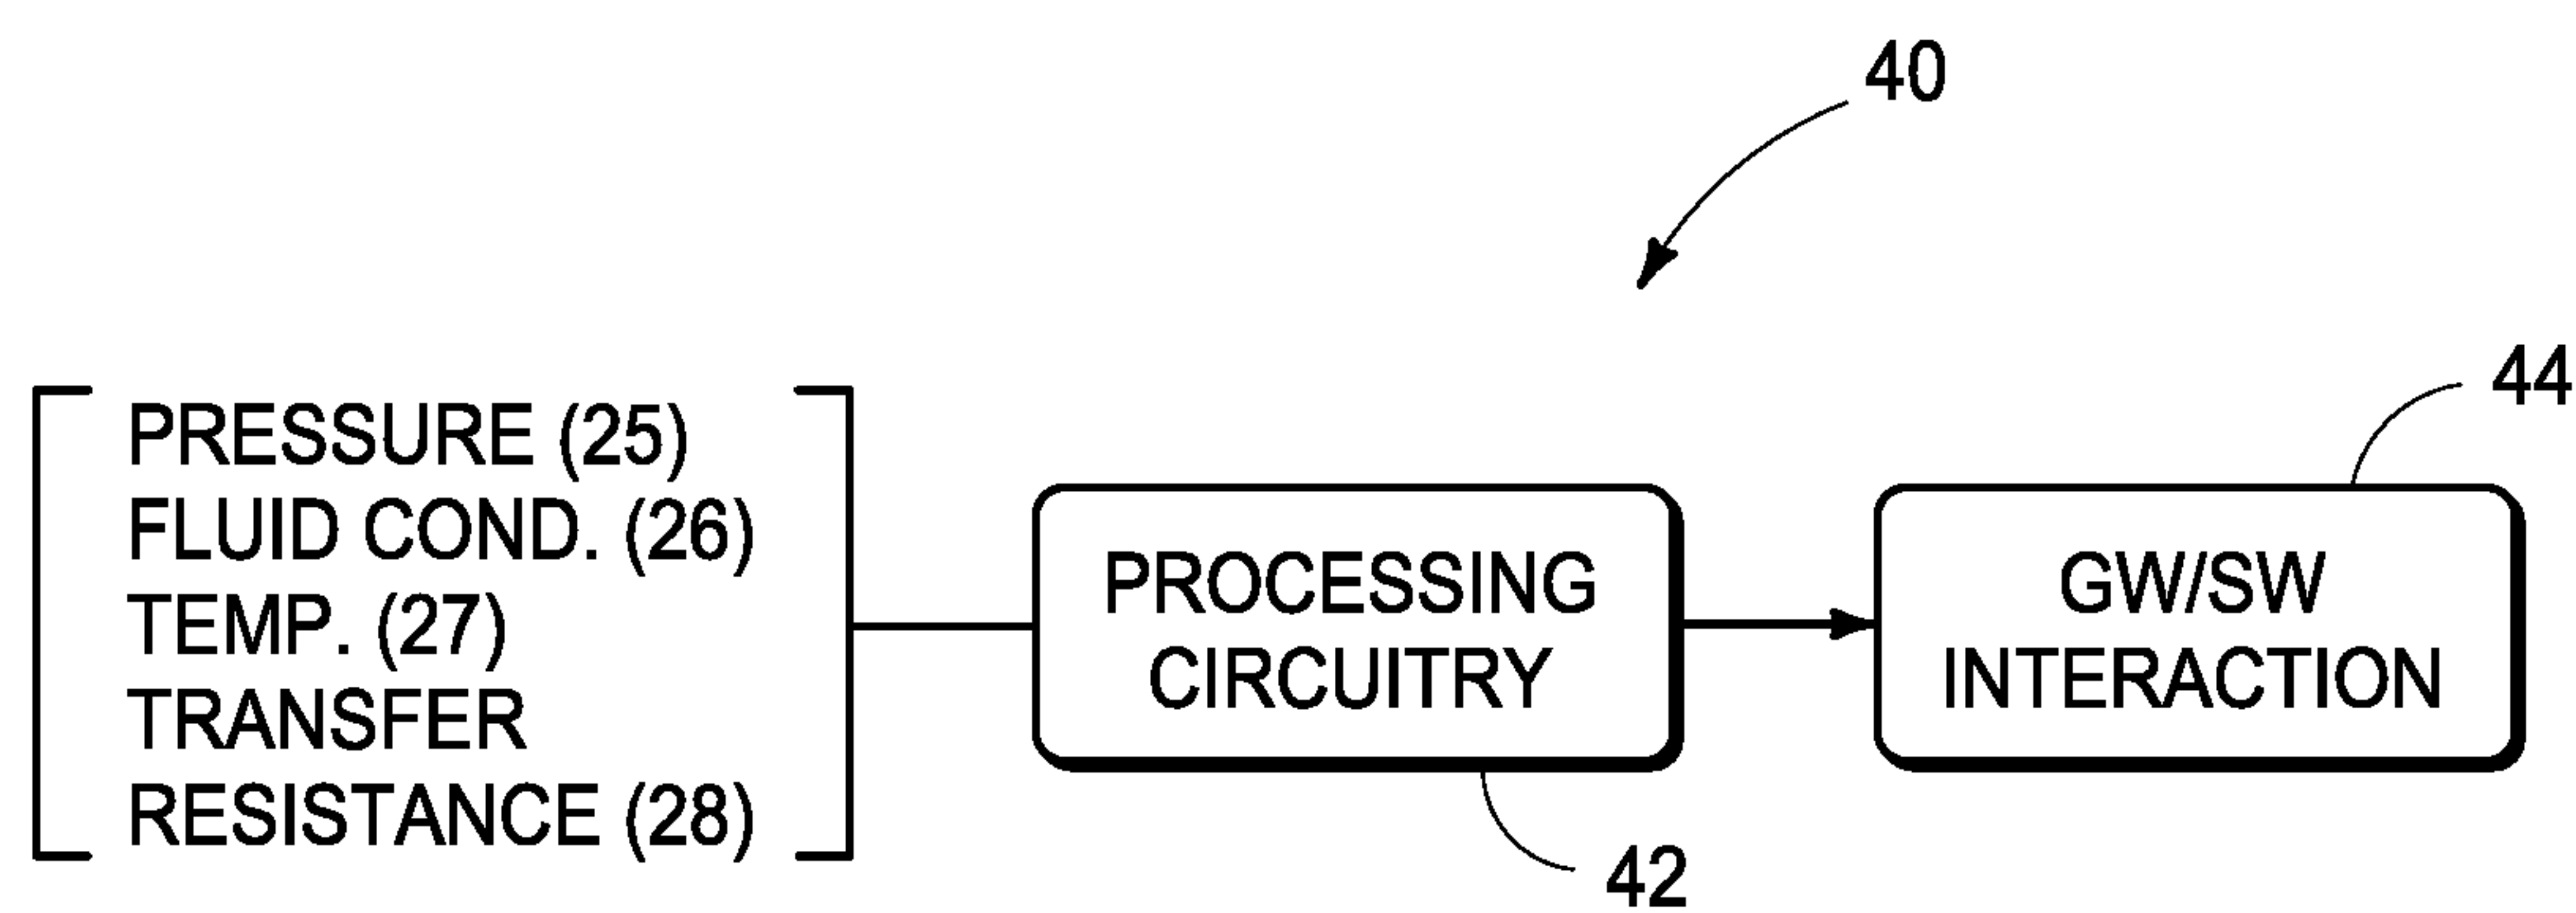 40
44
PRESSURE (25)
FLUID COND. (26)
TEMP. (27)
TRANSFER
RESISTANCE (28)
PROCESSING
CIRCUITRY
GW/SW
INTERACTION
42